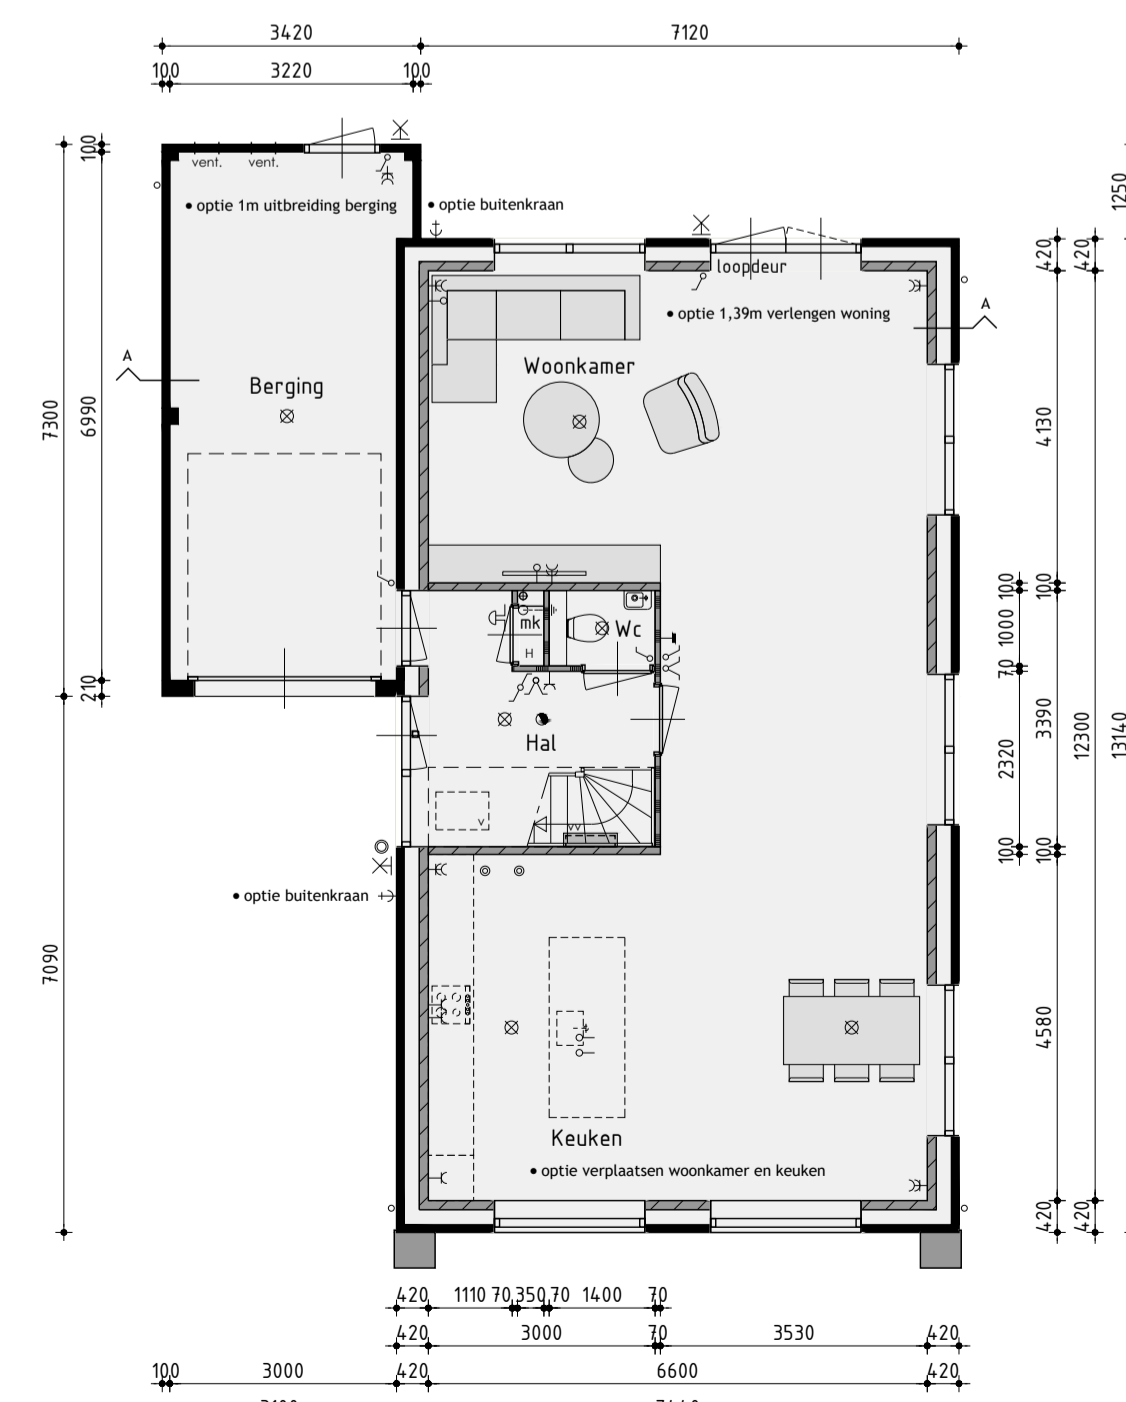 3420 7120
100 3220 100
vent. vent.
• optie 1m uitbreiding berging • optie buitenkraan
loopdeur
• optie 1,39m verlengen woning
A
A
Woonkamer
Berging
mk
H
Wc
Hal
v
• optie buitenkraan
Keuken
• optie verplaatsen woonkamer en keuken
100
7300
6990
210
7090
1250
420 420
4130
100 100
1000
70
3390
2320
12300
13140
100 100
4580
420 420
420 1110 70 350 70 1400 70
420 3000 70 3530 420
100 3000 420 6600 420